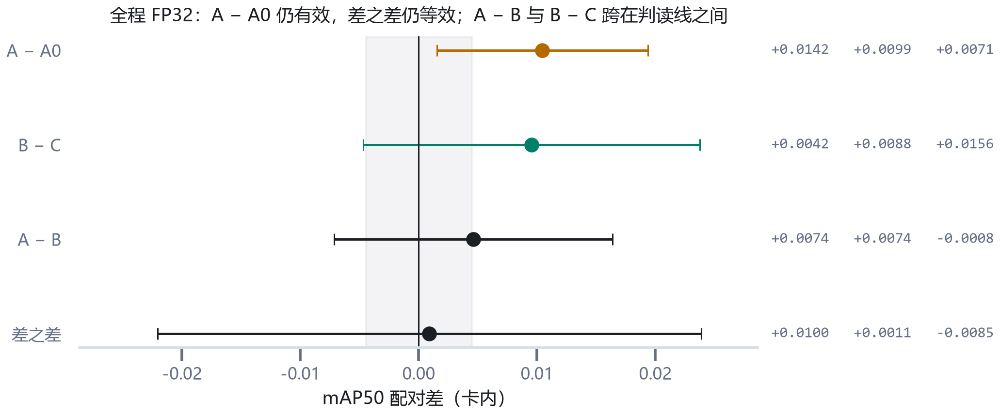 全程 FP32：A − A0 仍有效，差之差仍等效；A − B 与 B − C 跨在判读线之间
A − A0 +0.0142 +0.0099 +0.0071
B − C +0.0042 +0.0088 +0.0156
A − B +0.0074 +0.0074 -0.0008
差之差 +0.0100 +0.0011 -0.0085
-0.02 -0.01 0.00 0.01 0.02
mAP50 配对差（卡内）